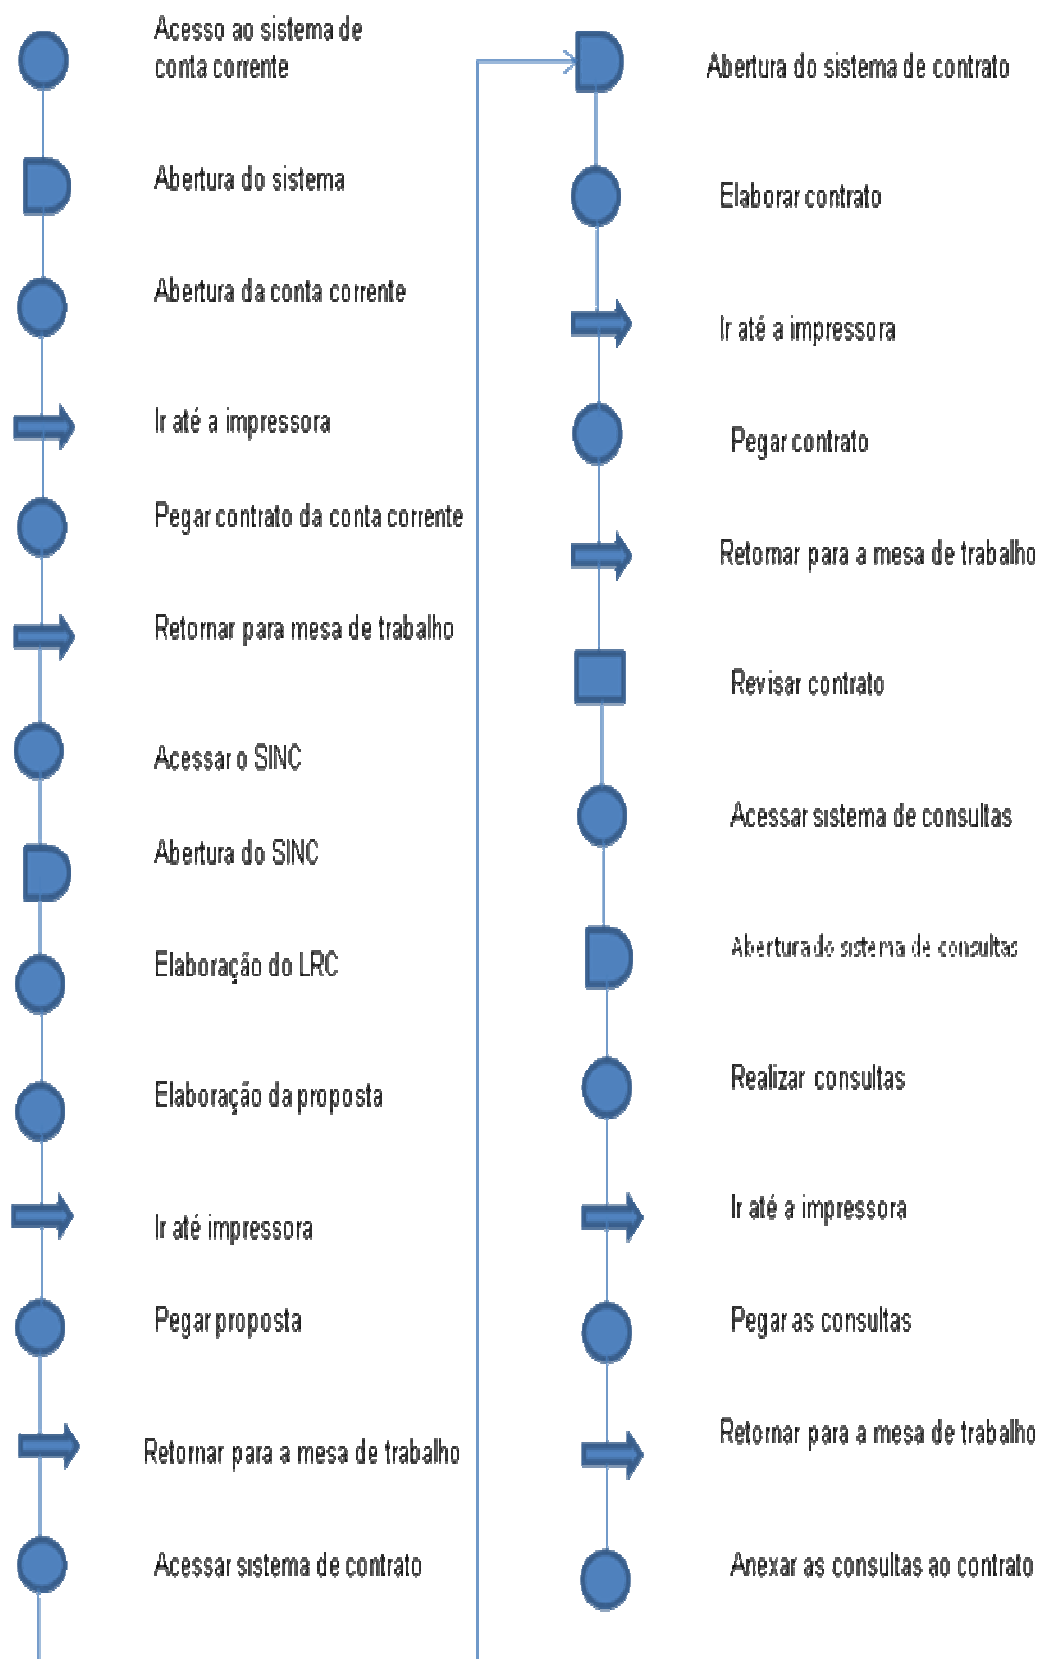 Acesso ao sistema de
conta corrente
Abertura do sistema
Abertura da conta corrente
Ir até a impressora
Pegar contrato da conta corrente
Retornar para mesa de trabalho
Acessar o SINC
Abertura do SINC
Elaboração do LRC
Elaboração da proposta
Ir até impressora
Pegar proposta
Retornar para a mesa de trabalho
Acessar sistema de contrato
Abertura do sistema de contrato
Elaborar contrato
Ir até a impressora
Pegar contrato
Retornar para a mesa de trabalho
Revisar contrato
Acessar sistema de consultas
Abertura do sistema de consultas
Realizar consultas
Ir até a impressora
Pegar as consultas
Retornar para a mesa de trabalho
Anexar as consultas ao contrato